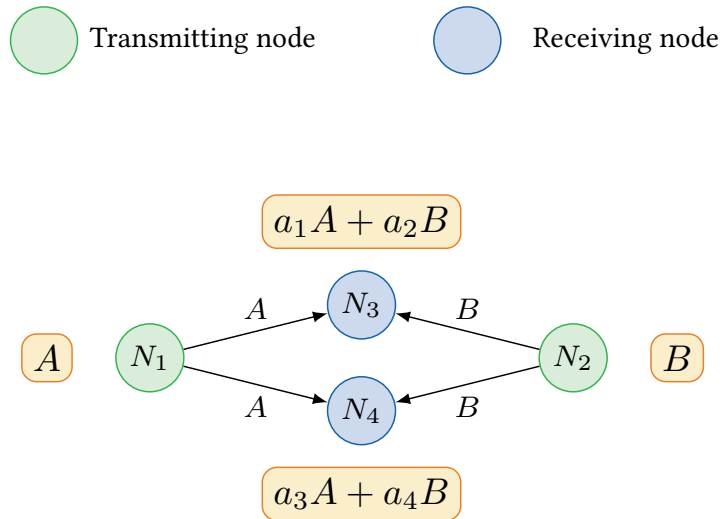 Transmitting node
Receiving node
a₁A + a₂B
A
N₃
B
A
N₁
N₂
B
A
N₄
B
a₃A + a₄B